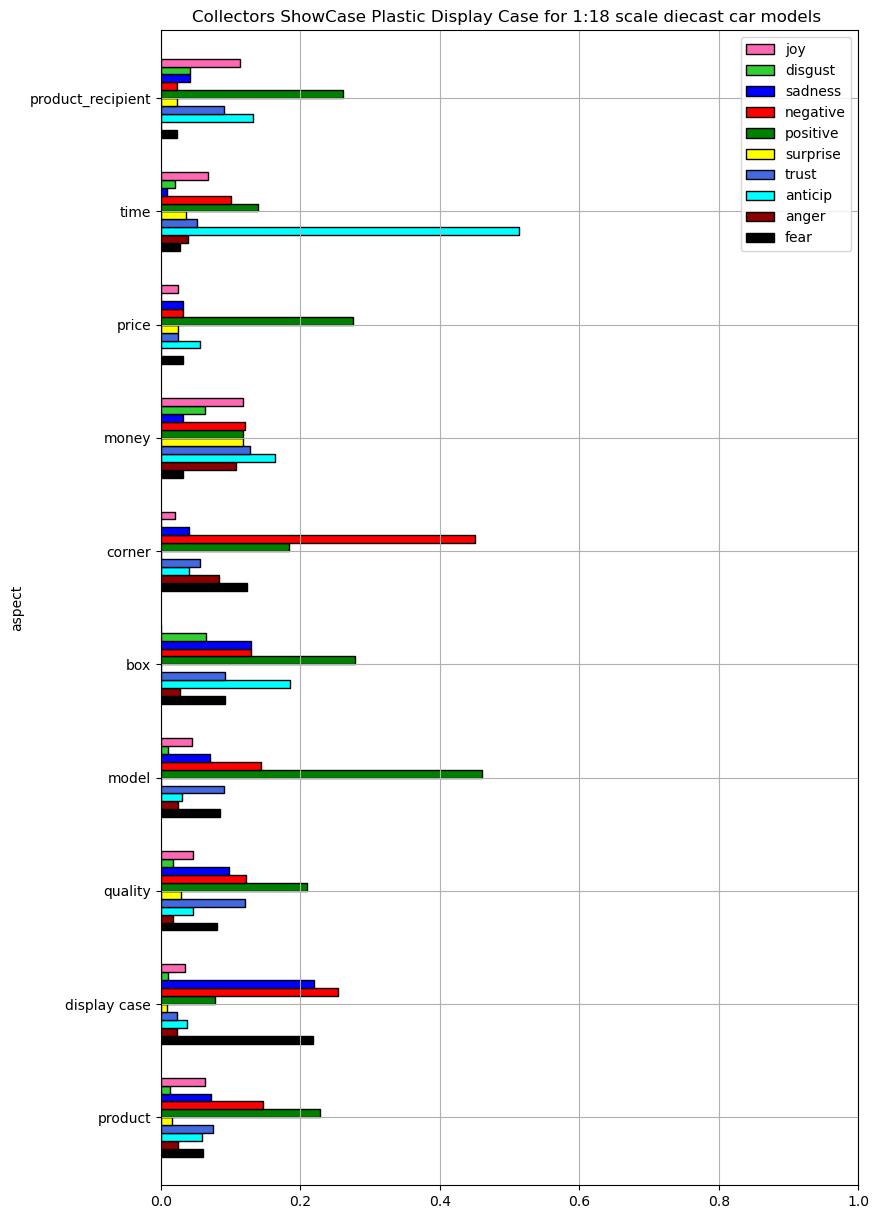 Collectors ShowCase Plastic Display Case for 1:18 scale diecast car models
joy
disgust
sadness
negative
positive
surprise
trust
anticip
anger
fear
product_recipient
time
price
money
corner
box
model
quality
display case
product
aspect
0.0 0.2 0.4 0.6 0.8 1.0